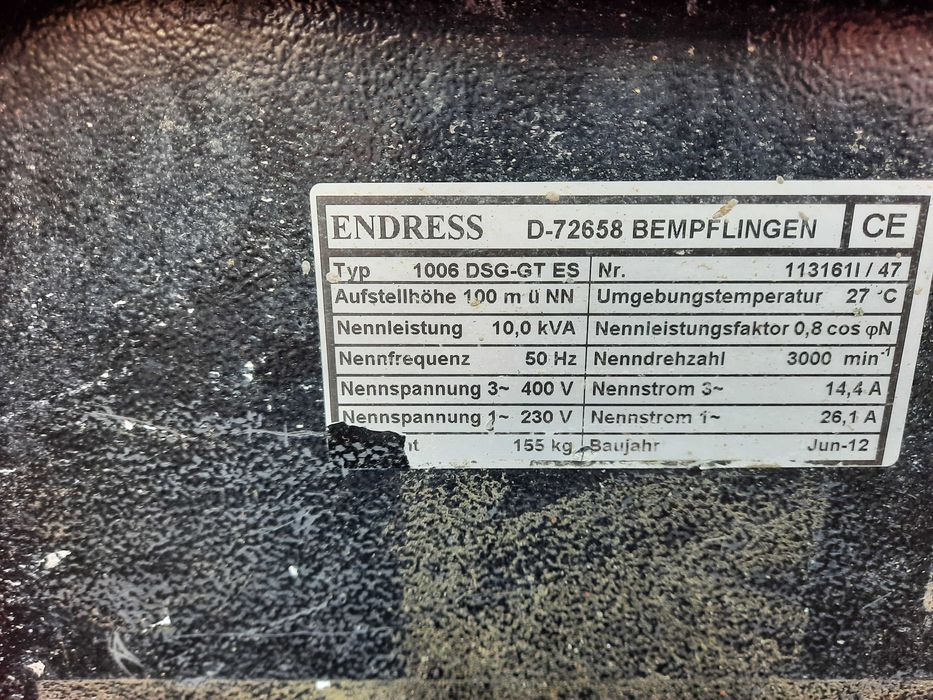 ENDRESS D-72658 BEMPFLINGEN CE
Typ 1006 DSG-GT ES Nr. 113161I / 47
Aufstellhöhe 100 m ü NN Umgebungstemperatur 27 °C
Nennleistung 10,0 kVA Nennleistungsfaktor 0,8 cos φN
Nennfrequenz 50 Hz Nenndrehzahl 3000 min⁻¹
Nennspannung 3~ 400 V Nennstrom 3~ 14,4 A
Nennspannung 1~ 230 V Nennstrom 1~ 26,1 A
ht 155 kg Baujahr Jun-12